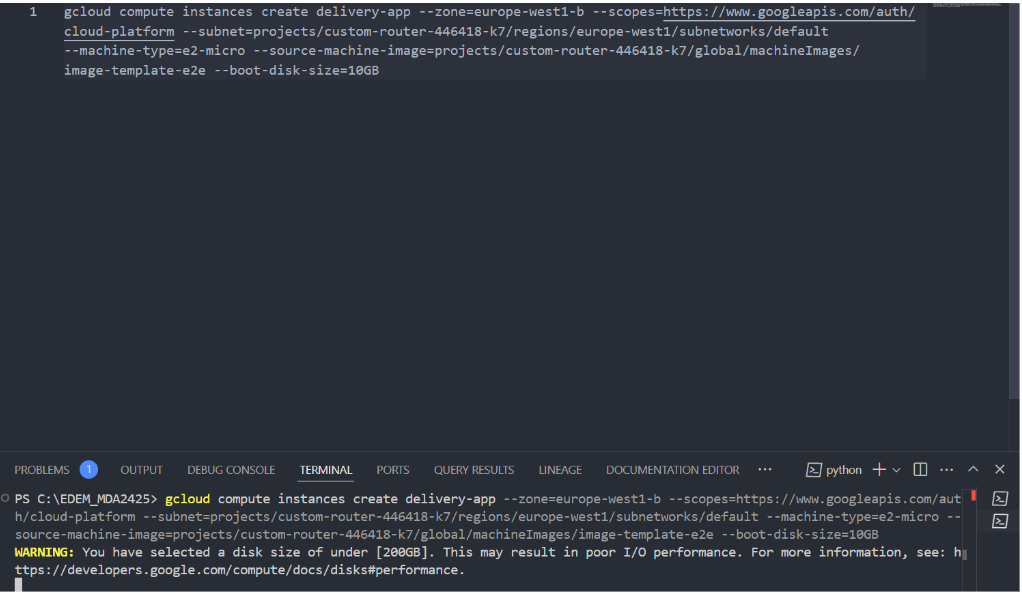 1 gcloud compute instances create delivery-app --zone=europe-west1-b --scopes=https://www.googleapis.com/auth/
cloud-platform --subnet=projects/custom-router-446418-k7/regions/europe-west1/subnetworks/default
--machine-type=e2-micro --source-machine-image=projects/custom-router-446418-k7/global/machineImages/
image-template-e2e --boot-disk-size=10GB
PROBLEMS 1 OUTPUT DEBUG CONSOLE TERMINAL PORTS QUERY RESULTS LINEAGE DOCUMENTATION EDITOR ··· python ···
PS C:\EDEM_MDA2425> gcloud compute instances create delivery-app --zone=europe-west1-b --scopes=https://www.googleapis.com/aut
h/cloud-platform --subnet=projects/custom-router-446418-k7/regions/europe-west1/subnetworks/default --machine-type=e2-micro --
source-machine-image=projects/custom-router-446418-k7/global/machineImages/image-template-e2e --boot-disk-size=10GB
WARNING: You have selected a disk size of under [200GB]. This may result in poor I/O performance. For more information, see: h
ttps://developers.google.com/compute/docs/disks#performance.